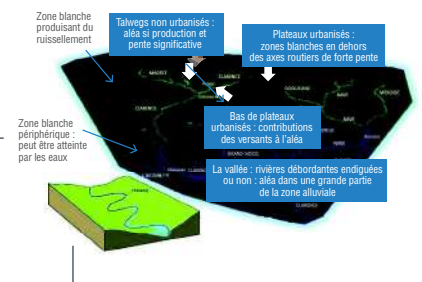 Zone blanche
produisant du
ruissellement
Talwegs non urbanisés :
aléa si production et
pente significative
Plateaux urbanisés :
zones blanches en dehors
des axes routiers de forte pente
Zone blanche
périphérique :
peut être atteinte
par les eaux
Bas de plateaux
urbanisés : contributions
des versants à l'aléa
La vallée : rivières débordantes endiguées
ou non : aléa dans une grande partie
de la zone alluviale